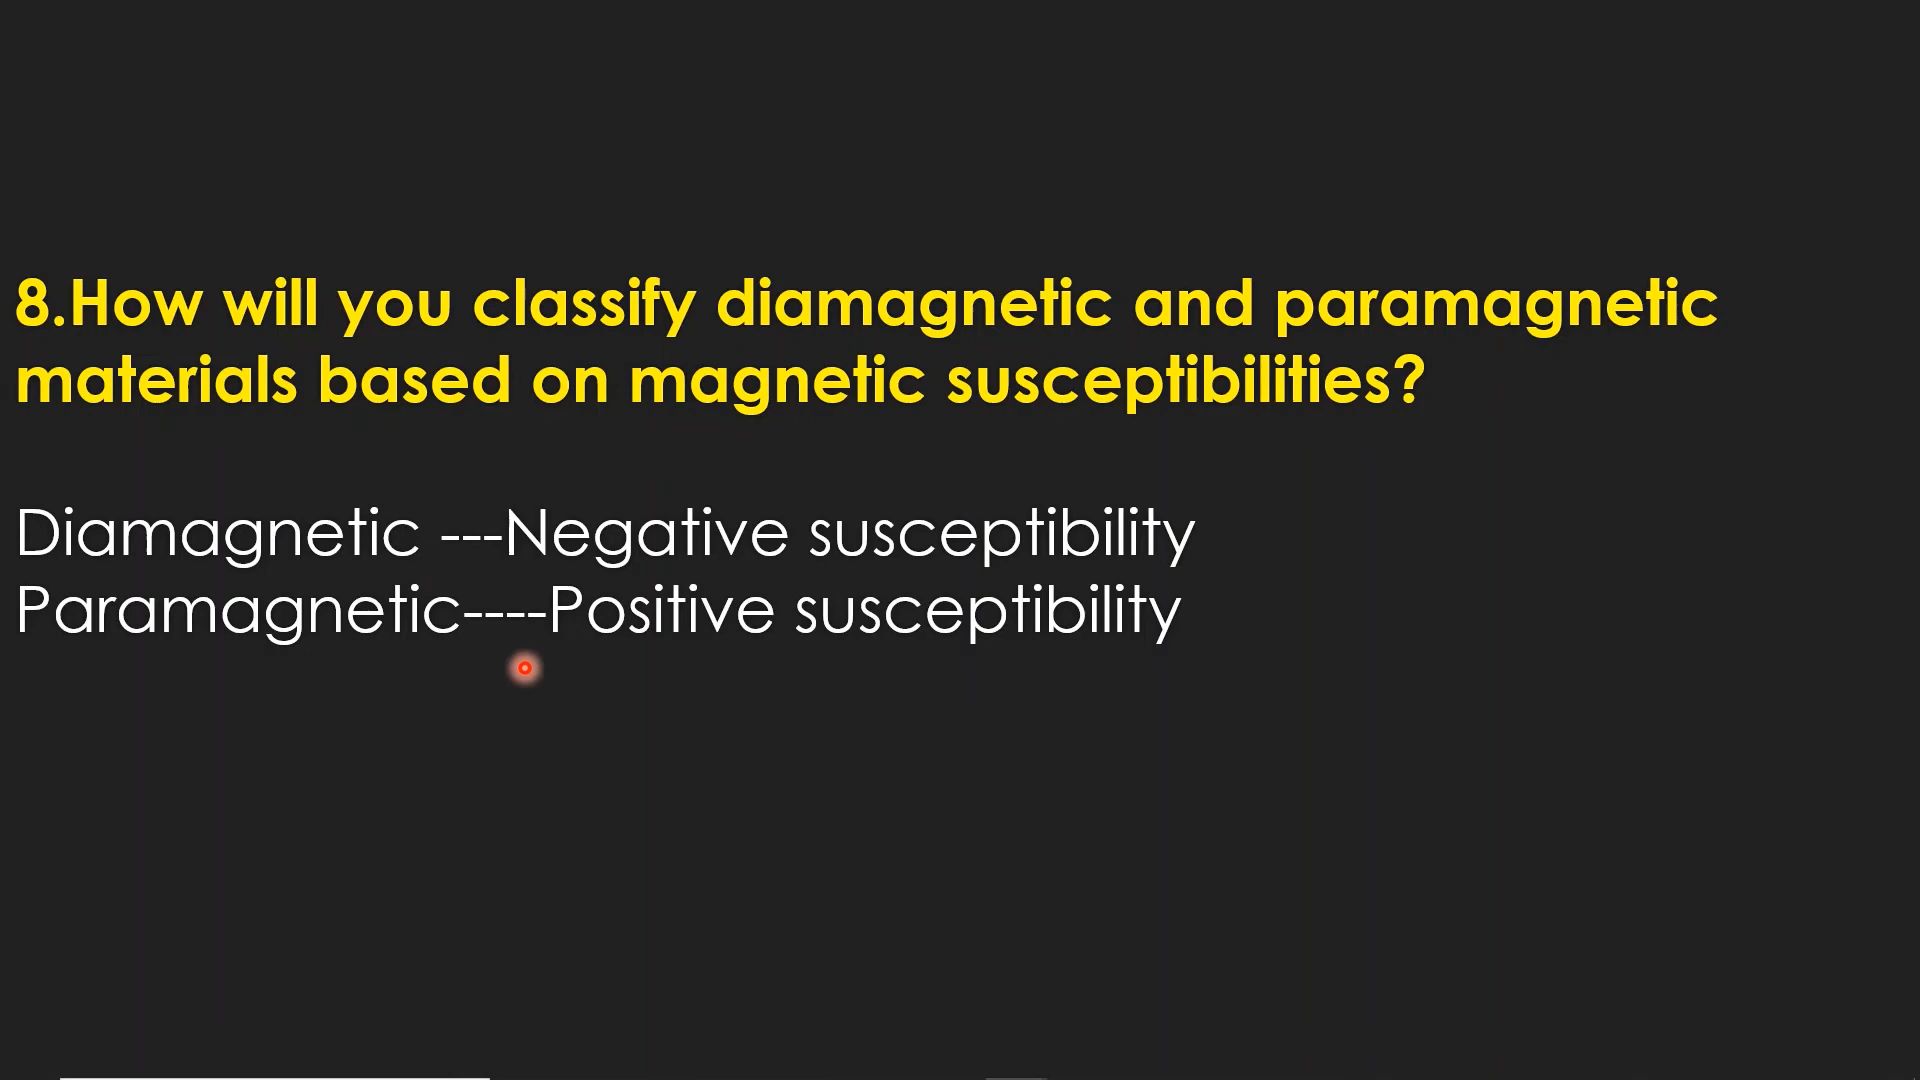 8.How will you classify diamagnetic and paramagnetic
materials based on magnetic susceptibilities?
Diamagnetic ---Negative susceptibility
Paramagnetic----Positive susceptibility